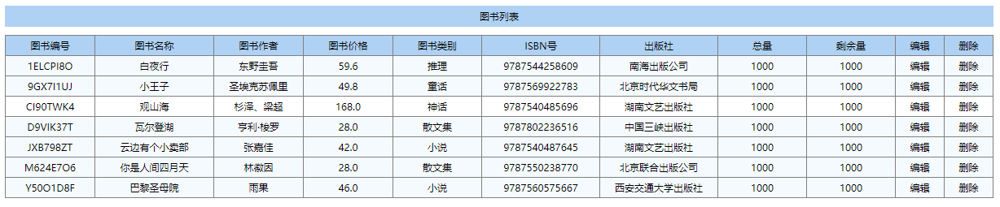 图书列表
图书编号 图书名称 图书作者 图书价格 图书类别 ISBN号 出版社 总量 剩余量 编辑 删除
1ELCPI8O 白夜行 东野圭吾 59.6 推理 9787544258609 南海出版公司 1000 1000 编辑 删除
9GX7I1UJ 小王子 圣埃克苏佩里 49.8 童话 9787569922783 北京时代华文书局 1000 1000 编辑 删除
CI90TWK4 观山海 杉泽、梁超 168.0 神话 9787540485696 湖南文艺出版社 1000 1000 编辑 删除
D9VIK37T 瓦尔登湖 亨利·梭罗 28.0 散文集 9787802236516 中国三峡出版社 1000 1000 编辑 删除
JXB798ZT 云边有个小卖部 张嘉佳 42.0 小说 9787540487645 湖南文艺出版社 1000 1000 编辑 删除
M624E7O6 你是人间四月天 林徽因 28.0 散文集 9787550238770 北京联合出版公司 1000 1000 编辑 删除
Y50O1D8F 巴黎圣母院 雨果 46.0 小说 9787560575667 西安交通大学出版社 1000 1000 编辑 删除